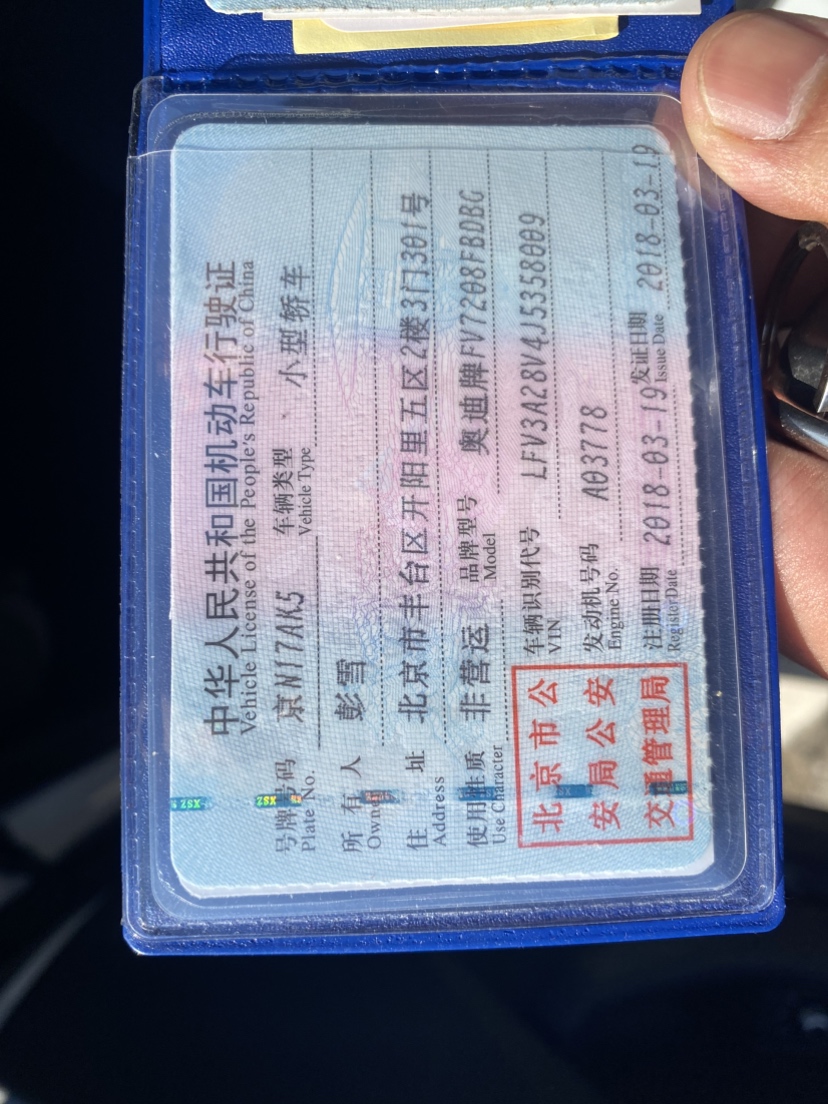 中华人民共和国机动车行驶证
Vehicle License of the People's Republic of China
号牌号码 京N17AK5 车辆类型 小型轿车
Plate No. Vehicle Type
所有人 彭雪
Owner
住址 北京市丰台区开阳里五区2楼3门301号
Address
使用性质 非营运 品牌型号 奥迪牌FV7208FBDBG
Use Character Model
北京市公
安局公安
交通管理局
车辆识别代号 LFV3A28V4J5358009
VIN
发动机号码 A03778
Engine No.
注册日期 2018-03-19 发证日期 2018-03-19
Register Date Issue Date
XSZ
XSZ